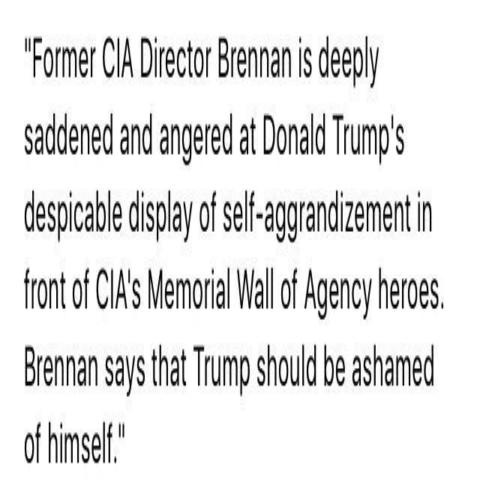 "Former CIA Director Brennan is deeply
saddened and angered at Donald Trump's
despicable display of self-aggrandizement in
front of CIA's Memorial Wall of Agency heroes.
Brennan says that Trump should be ashamed
of himself."